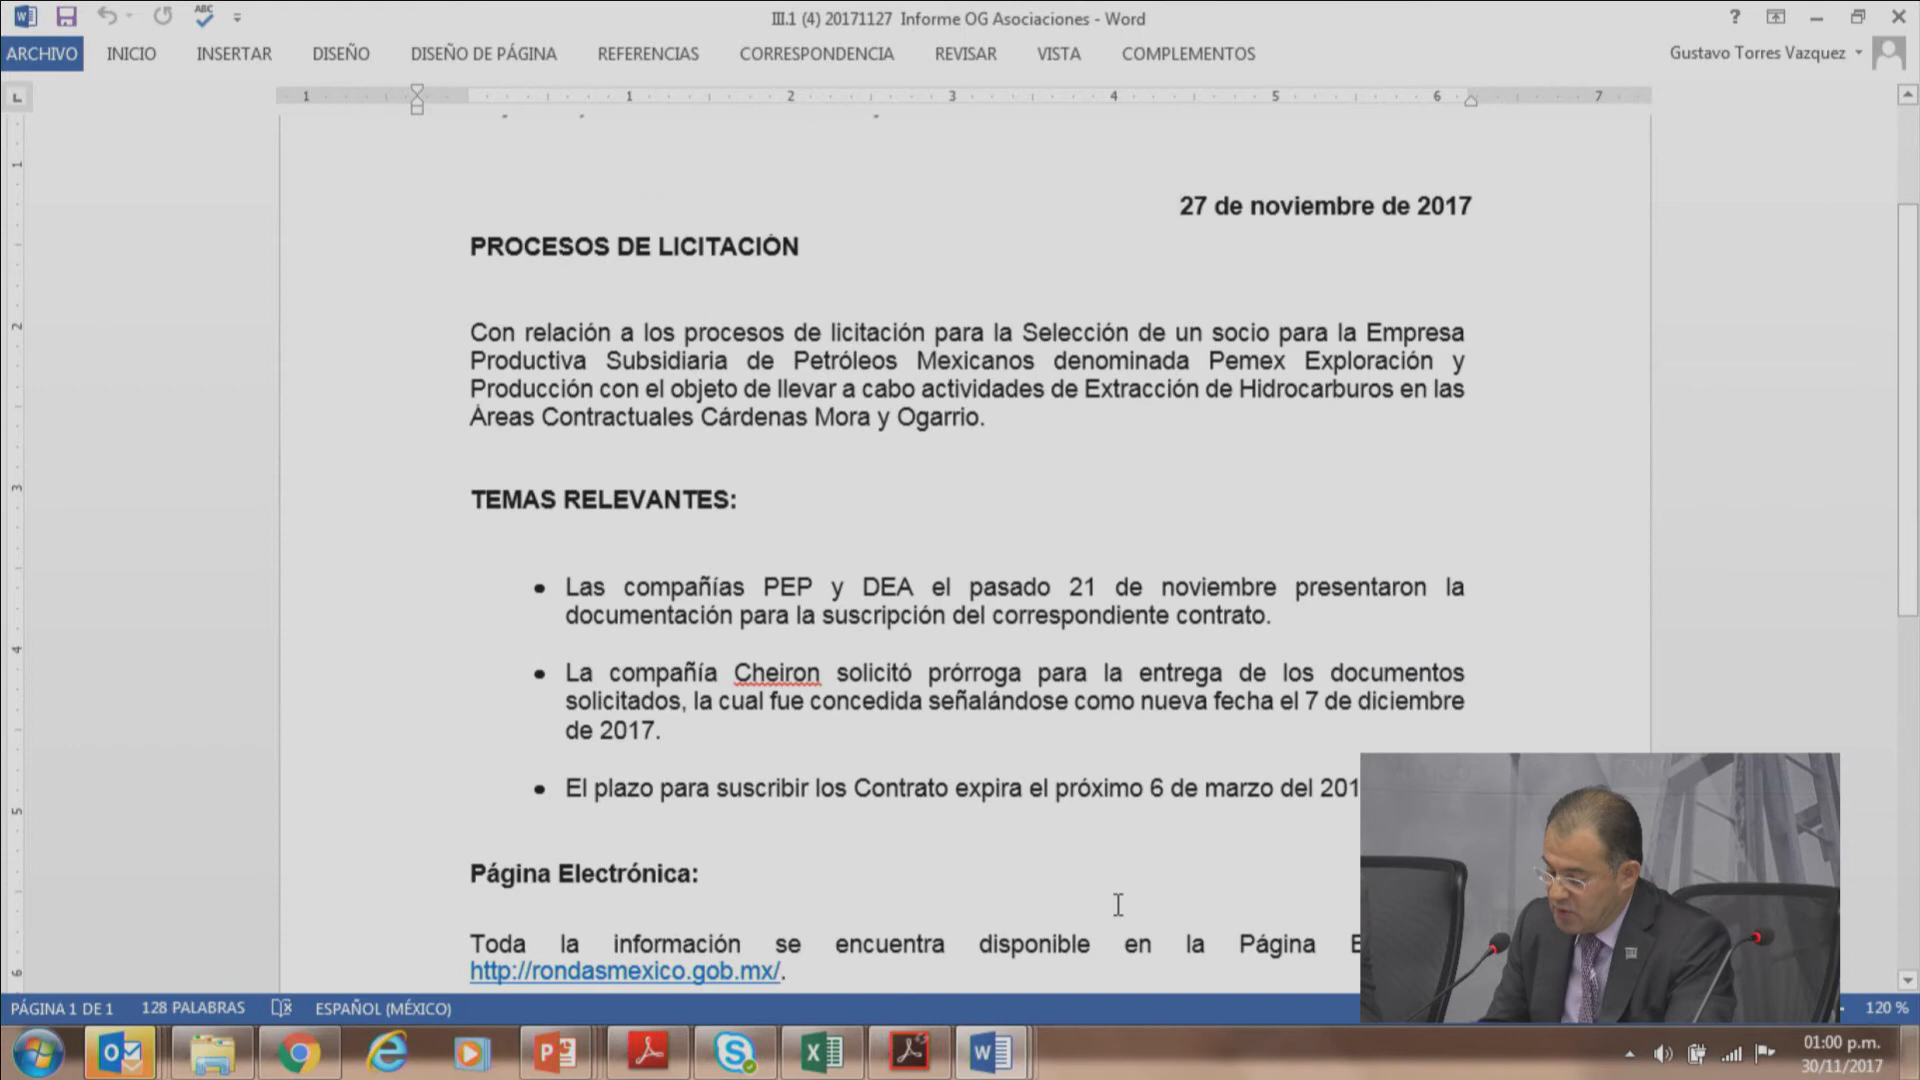 III.1 (4) 20171127 Informe OG Asociaciones - Word
ARCHIVO INICIO INSERTAR DISEÑO DISEÑO DE PÁGINA REFERENCIAS CORRESPONDENCIA REVISAR VISTA COMPLEMENTOS Gustavo Torres Vazquez
1 1 2 3 4 5 6 7
27 de noviembre de 2017
PROCESOS DE LICITACIÓN
Con relación a los procesos de licitación para la Selección de un socio para la Empresa
Productiva Subsidiaria de Petróleos Mexicanos denominada Pemex Exploración y
Producción con el objeto de llevar a cabo actividades de Extracción de Hidrocarburos en las
Áreas Contractuales Cárdenas Mora y Ogarrio.
TEMAS RELEVANTES:
• Las compañías PEP y DEA el pasado 21 de noviembre presentaron la
documentación para la suscripción del correspondiente contrato.
• La compañía Cheiron solicitó prórroga para la entrega de los documentos
solicitados, la cual fue concedida señalándose como nueva fecha el 7 de diciembre
de 2017.
• El plazo para suscribir los Contrato expira el próximo 6 de marzo del 201
Página Electrónica:
Toda la información se encuentra disponible en la Página E
http://rondasmexico.gob.mx/.
PÁGINA 1 DE 1 128 PALABRAS ESPAÑOL (MÉXICO) 120 %
01:00 p.m.
30/11/2017